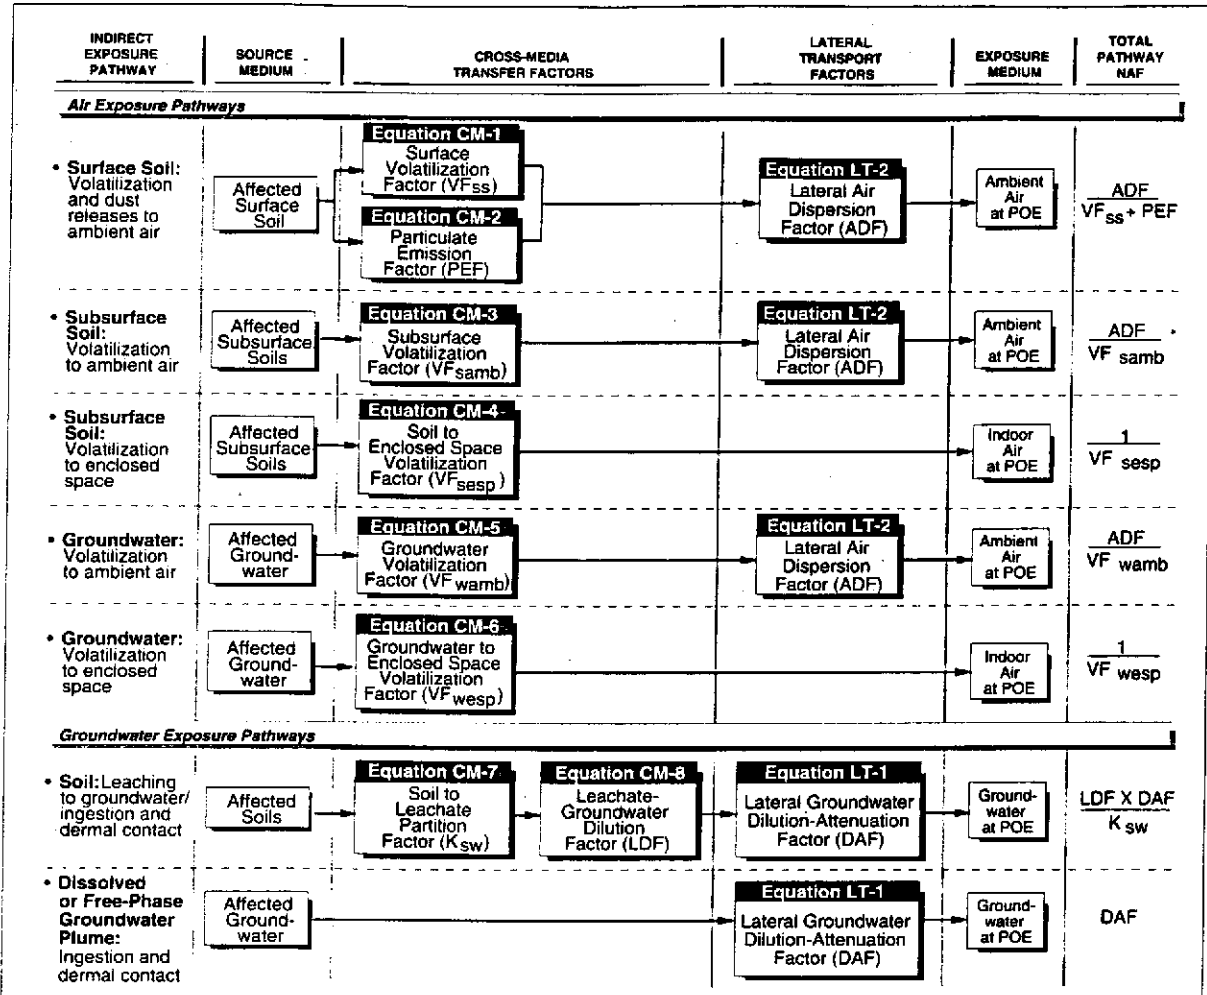 INDIRECT
EXPOSURE
PATHWAY
SOURCE
MEDIUM
CROSS-MEDIA
TRANSFER FACTORS
LATERAL
TRANSPORT
FACTORS
EXPOSURE
MEDIUM
TOTAL
PATHWAY
NAF
Air Exposure Pathways
• Surface Soil:
Volatilization
and dust
releases to
ambient air
Affected
Surface
Soil
Equation CM-1
Surface
Volatilization
Factor (VFss)
Equation CM-2
Particulate
Emission
Factor (PEF)
Equation LT-2
Lateral Air
Dispersion
Factor (ADF)
Ambient
Air
at POE
ADF
VFss + PEF
• Subsurface
Soil:
Volatilization
to ambient air
Affected
Subsurface
Soils
Equation CM-3
Subsurface
Volatilization
Factor (VFsamb)
Equation LT-2
Lateral Air
Dispersion
Factor (ADF)
Ambient
Air
at POE
ADF
VF samb
• Subsurface
Soil:
Volatilization
to enclosed
space
Affected
Subsurface
Soils
Equation CM-4
Soil to
Enclosed Space
Volatilization
Factor (VFsesp)
Indoor
Air
at POE
1
VF sesp
• Groundwater:
Volatilization
to ambient air
Affected
Ground-
water
Equation CM-5
Groundwater
Volatilization
Factor (VFwamb)
Equation LT-2
Lateral Air
Dispersion
Factor (ADF)
Ambient
Air
at POE
ADF
VF wamb
• Groundwater:
Volatilization
to enclosed
space
Affected
Ground-
water
Equation CM-6
Groundwater to
Enclosed Space
Volatilization
Factor (VFwesp)
Indoor
Air
at POE
1
VF wesp
Groundwater Exposure Pathways
• Soil: Leaching
to groundwater/
ingestion and
dermal contact
Affected
Soils
Equation CM-7
Soil to
Leachate
Partition
Factor (Ksw)
Equation CM-8
Leachate-
Groundwater
Dilution
Factor (LDF)
Equation LT-1
Lateral Groundwater
Dilution-Attenuation
Factor (DAF)
Ground-
water
at POE
LDF X DAF
K sw
• Dissolved
or Free-Phase
Groundwater
Plume:
Ingestion and
dermal contact
Affected
Ground-
water
Equation LT-1
Lateral Groundwater
Dilution-Attenuation
Factor (DAF)
Ground-
water
at POE
DAF